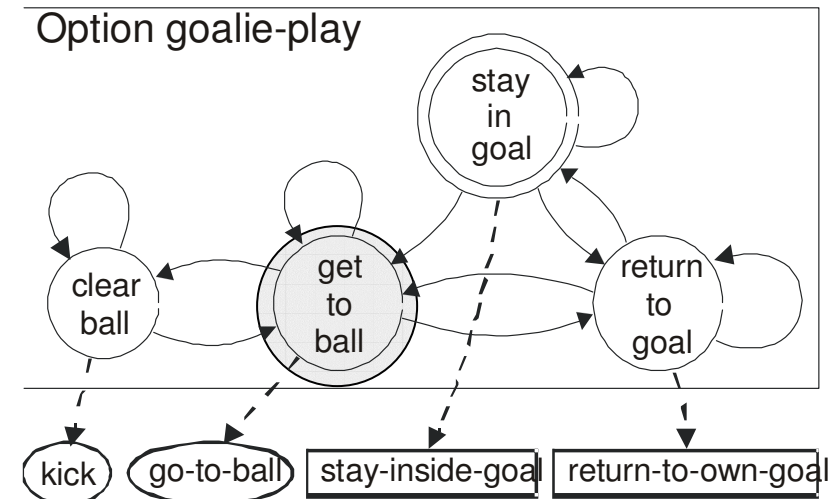 Option goalie-play
stay
in
goal
clear
ball
get
to
ball
return
to
goal
kick
go-to-ball
stay-inside-goal
return-to-own-goal